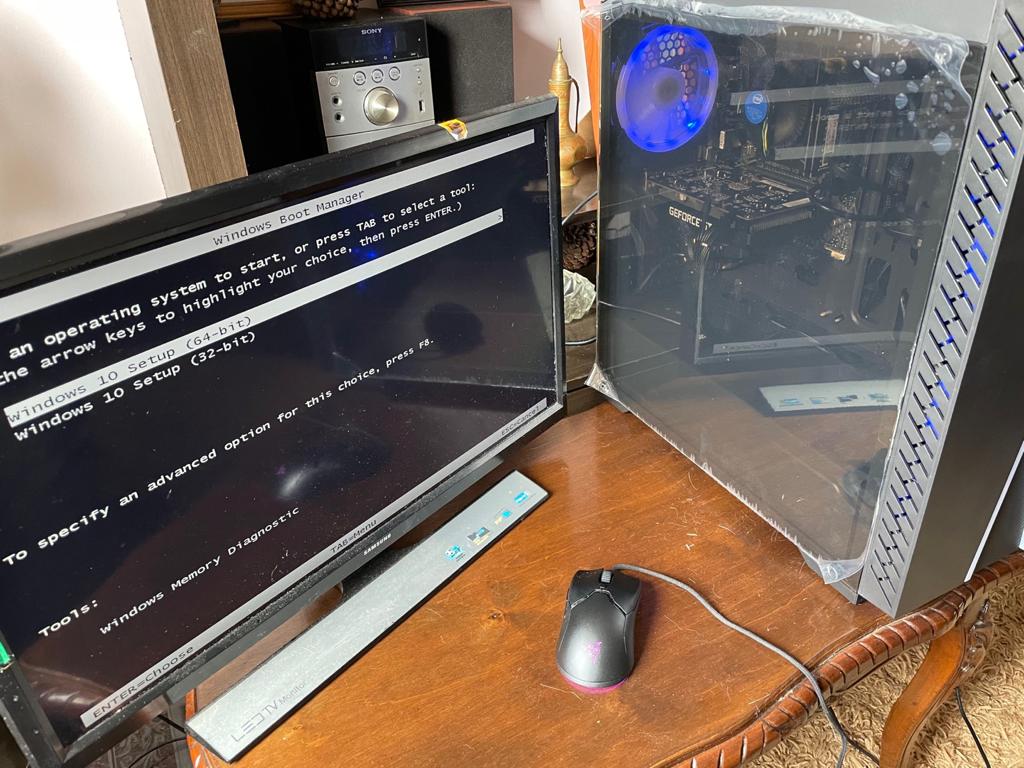 SONY
Windows Boot Manager
an operating system to start, or press TAB to select a tool:
the arrow keys to highlight your choice, then press ENTER.)
Windows 10 Setup (64-bit) >
Windows 10 Setup (32-bit)
To specify an advanced option for this choice, press F8.
Tools:
Windows Memory Diagnostic
ENTER=Choose TAB=Menu ESC=Cancel
SAMSUNG
LED TV Monitor
GEFORCE